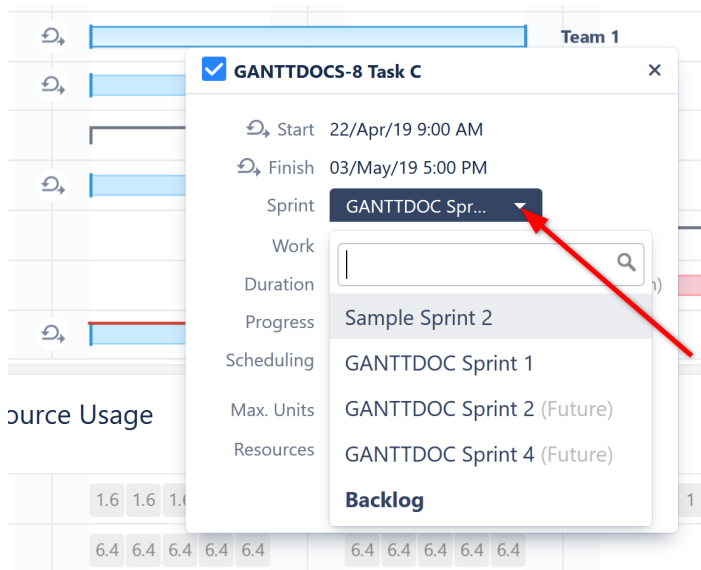 Team 1
GANTTDOCS-8 Task C
Start 22/Apr/19 9:00 AM
Finish 03/May/19 5:00 PM
Sprint GANTTDOC Spr...
Work
Duration
Progress Sample Sprint 2
Scheduling GANTTDOC Sprint 1
Max. Units GANTTDOC Sprint 2 (Future)
Resources GANTTDOC Sprint 4 (Future)
Backlog
Usage
1.6 1.6 1
6.4 6.4 6.4 6.4 6.4 6.4 6.4 6.4 6.4 6.4